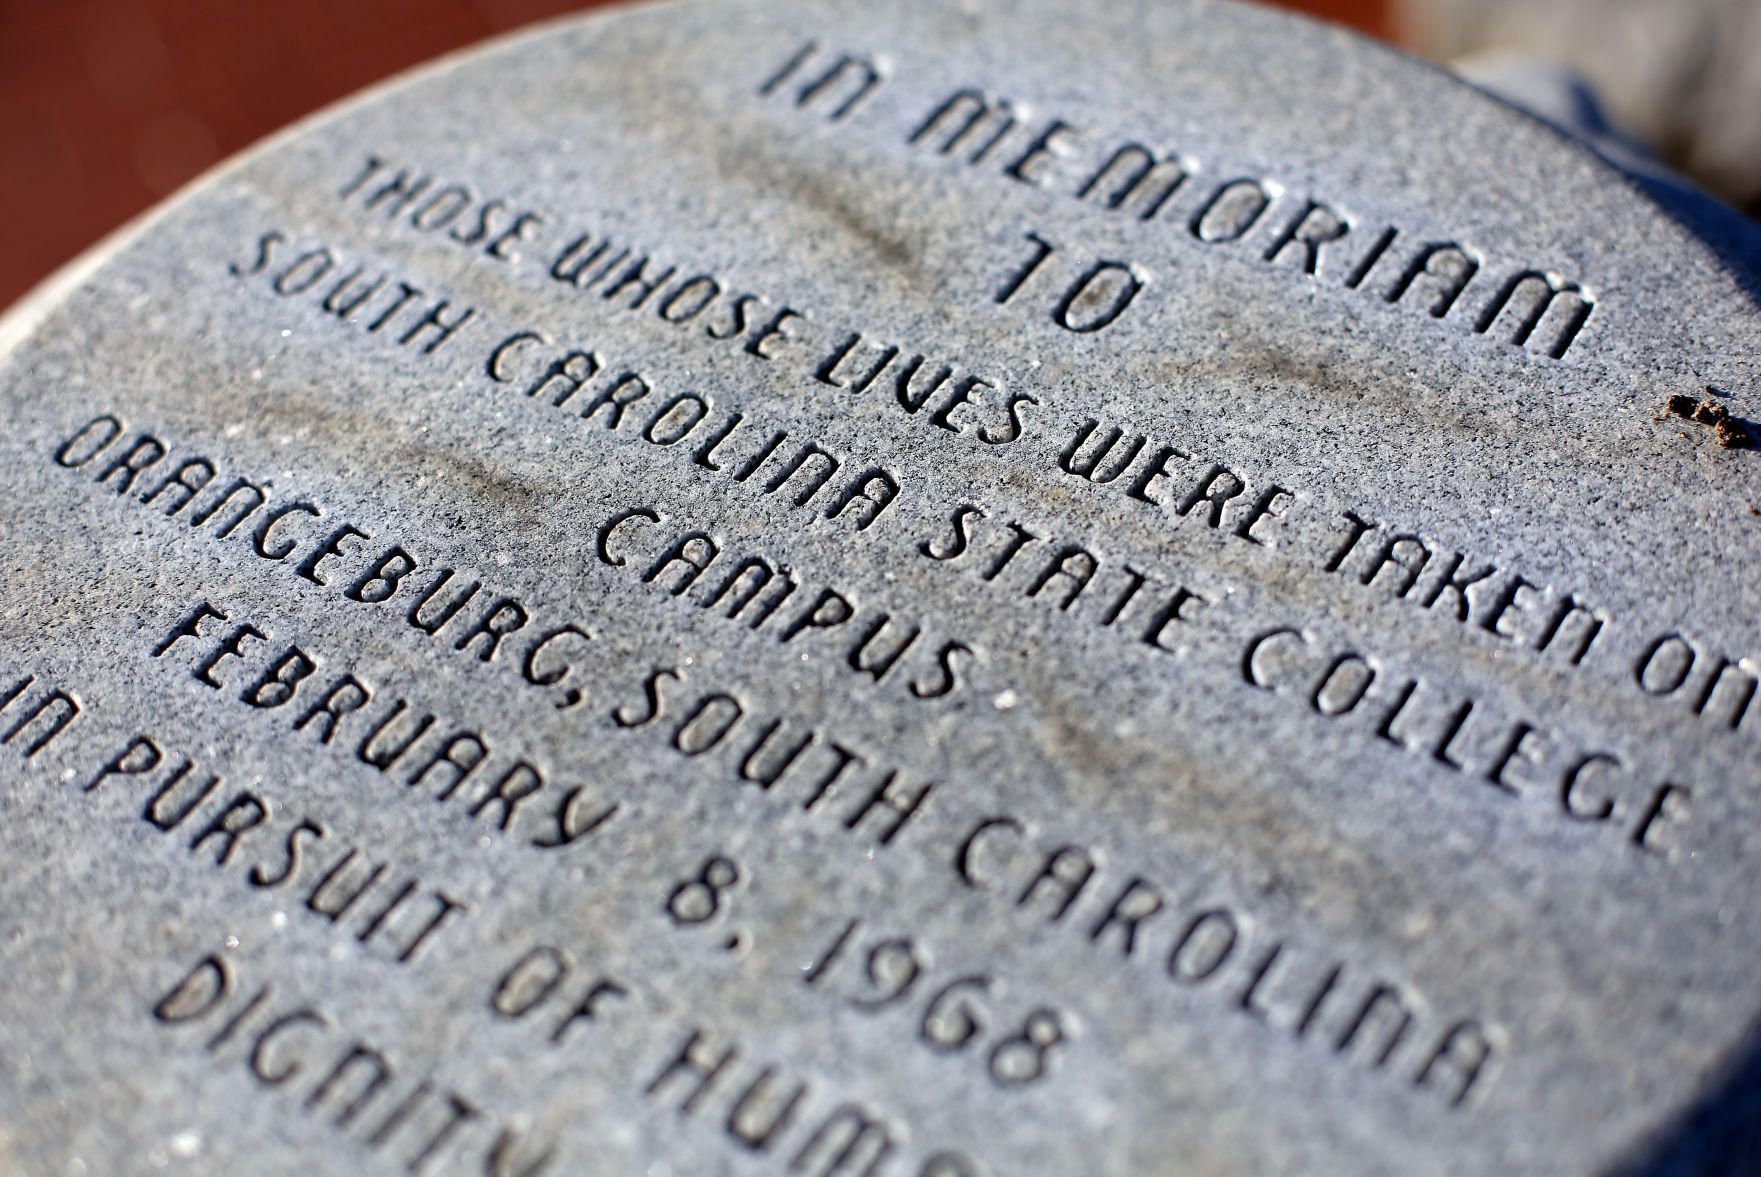 IN MEMORIAM
TO
THOSE WHOSE LIVES WERE TAKEN ON
SOUTH CAROLINA STATE COLLEGE
CAMPUS
ORANGEBURG, SOUTH CAROLINA
FEBRUARY 8, 1968
IN PURSUIT OF
DIGNITY